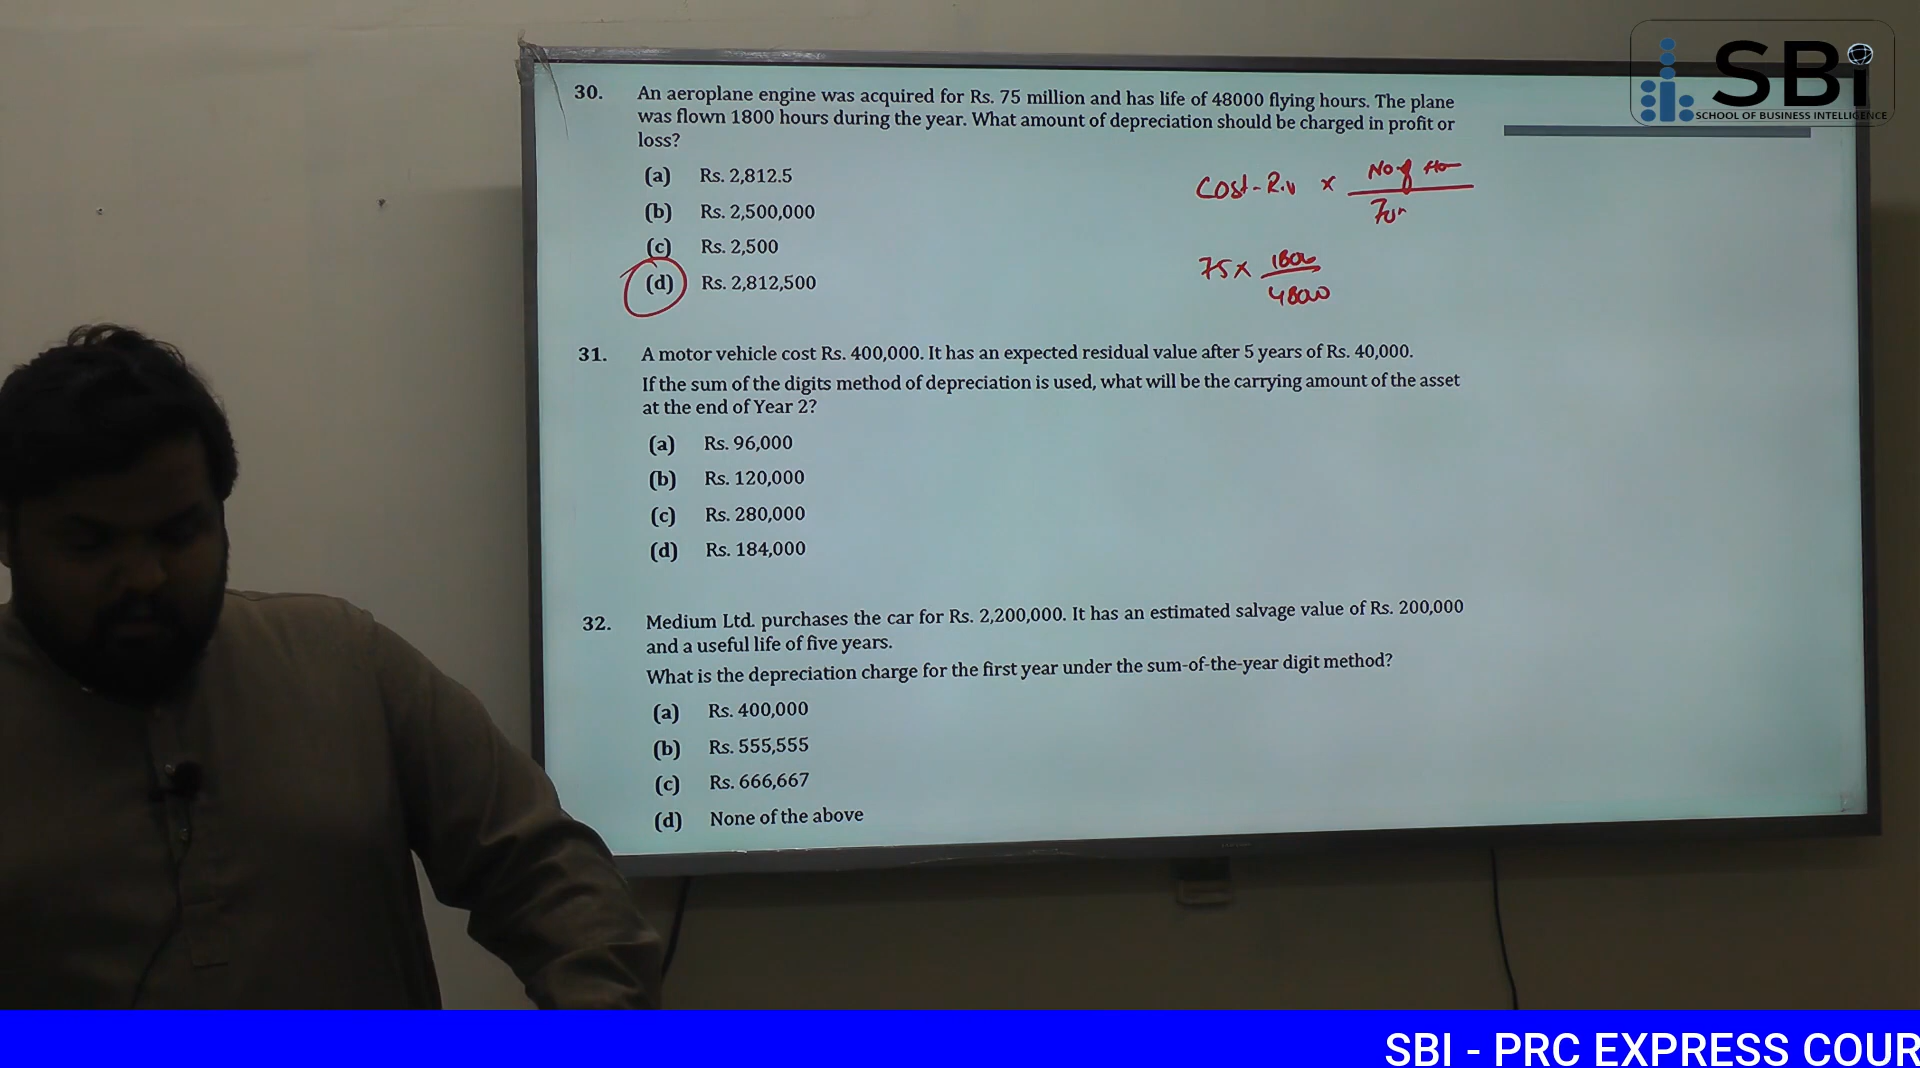 SBi
SCHOOL OF BUSINESS INTELLIGENCE
30. An aeroplane engine was acquired for Rs. 75 million and has life of 48000 flying hours. The plane
was flown 1800 hours during the year. What amount of depreciation should be charged in profit or
loss?
(a) Rs. 2,812.5
(b) Rs. 2,500,000
(c) Rs. 2,500
(d) Rs. 2,812,500
Cost - R.v x No of
75 x 1800
48000
31. A motor vehicle cost Rs. 400,000. It has an expected residual value after 5 years of Rs. 40,000.
If the sum of the digits method of depreciation is used, what will be the carrying amount of the asset
at the end of Year 2?
(a) Rs. 96,000
(b) Rs. 120,000
(c) Rs. 280,000
(d) Rs. 184,000
32. Medium Ltd. purchases the car for Rs. 2,200,000. It has an estimated salvage value of Rs. 200,000
and a useful life of five years.
What is the depreciation charge for the first year under the sum-of-the-year digit method?
(a) Rs. 400,000
(b) Rs. 555,555
(c) Rs. 666,667
(d) None of the above
SBI - PRC EXPRESS COUR